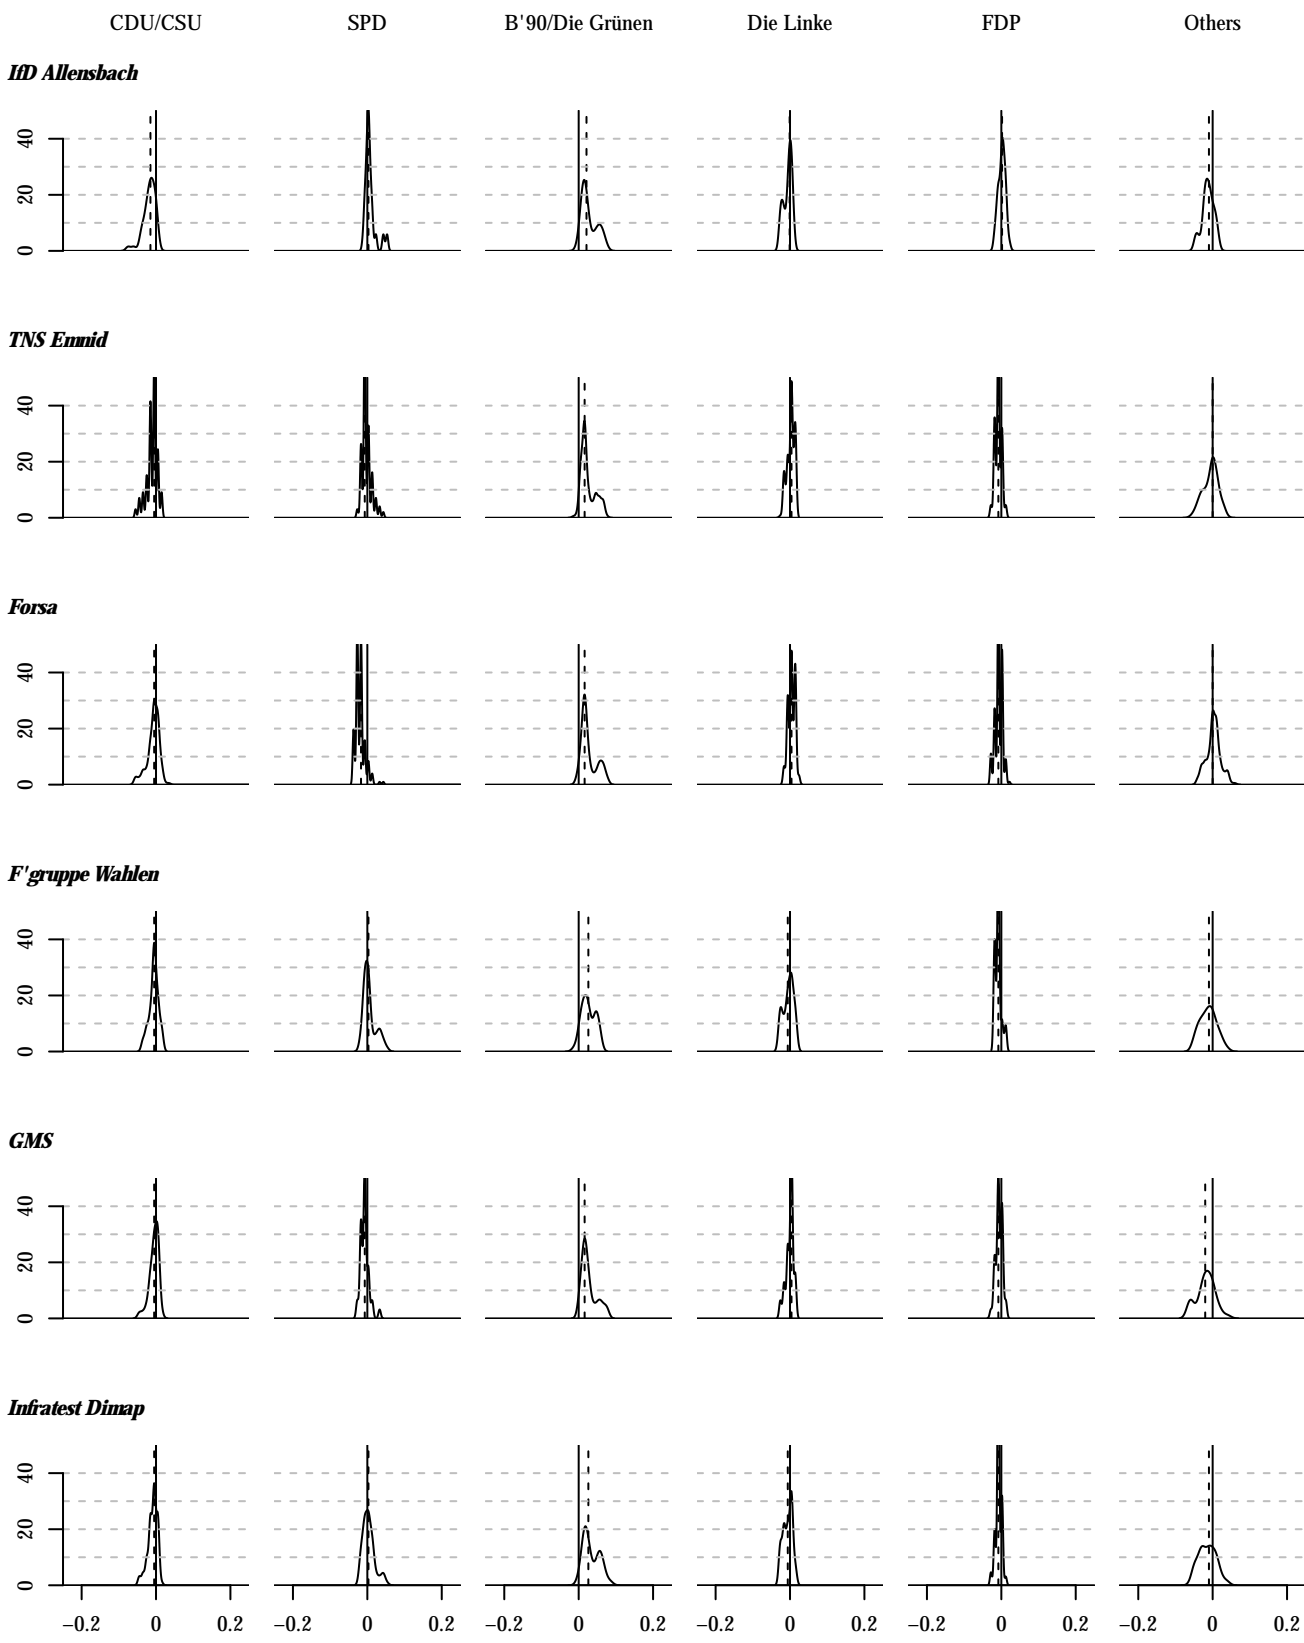 CDU/CSU SPD B'90/Die Grünen Die Linke FDP Others
IfD Allensbach
0 20 40
TNS Emnid
0 20 40
Forsa
0 20 40
F'gruppe Wahlen
0 20 40
GMS
0 20 40
Infratest Dimap
0 20 40
−0.2 0 0.2 −0.2 0 0.2 −0.2 0 0.2 −0.2 0 0.2 −0.2 0 0.2 −0.2 0 0.2